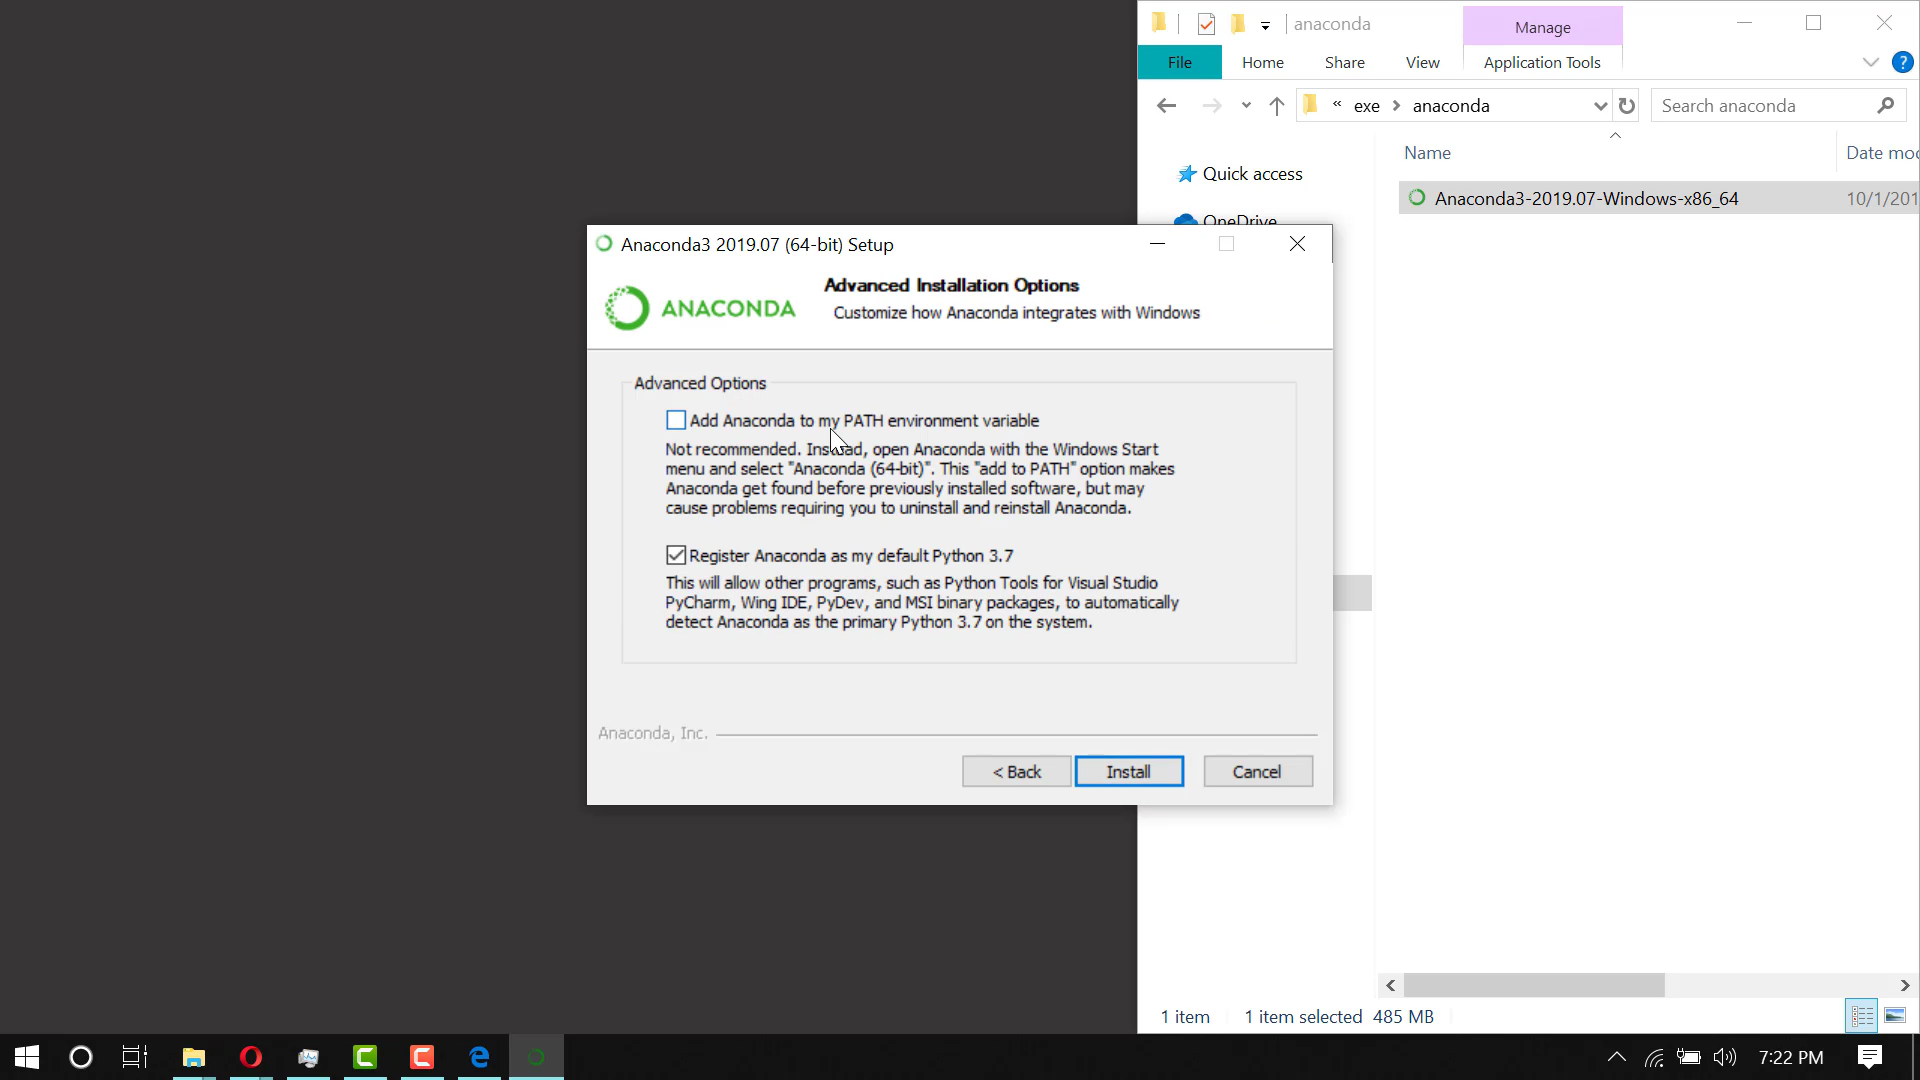 anaconda
Manage
File
Home
Share
View
Application Tools
?
« exe > anaconda
Search anaconda
Quick access
OneDrive
Name
Date moo
Anaconda3-2019.07-Windows-x86_64
10/1/201
Anaconda3 2019.07 (64-bit) Setup
ANACONDA
Advanced Installation Options
Customize how Anaconda integrates with Windows
Advanced Options
Add Anaconda to my PATH environment variable
Not recommended. Instead, open Anaconda with the Windows Start
menu and select "Anaconda (64-bit)". This "add to PATH" option makes
Anaconda get found before previously installed software, but may
cause problems requiring you to uninstall and reinstall Anaconda.
Register Anaconda as my default Python 3.7
This will allow other programs, such as Python Tools for Visual Studio
PyCharm, Wing IDE, PyDev, and MSI binary packages, to automatically
detect Anaconda as the primary Python 3.7 on the system.
Anaconda, Inc.
< Back
Install
Cancel
1 item
1 item selected 485 MB
7:22 PM